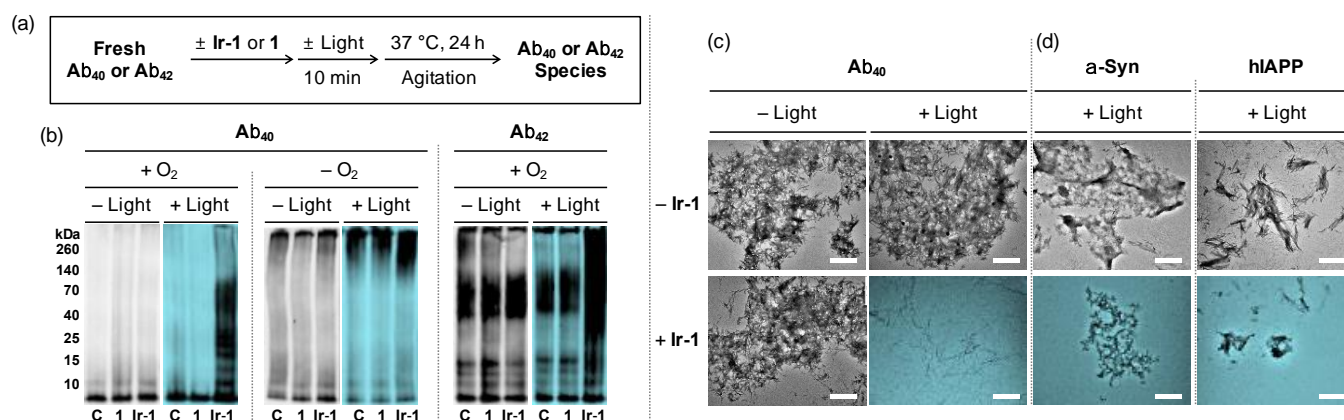 (a)
Fresh
Ab40 or Ab42
± Ir-1 or 1
± Light
10 min
37 °C, 24 h
Agitation
Ab40 or Ab42
Species
(b)
Ab40
Ab42
+ O2
– O2
+ O2
– Light
+ Light
– Light
+ Light
– Light
+ Light
kDa
260
140
70
40
25
15
10
C 1 Ir-1
C 1 Ir-1
C 1 Ir-1
C 1 Ir-1
C 1 Ir-1
C 1 Ir-1
(c)
Ab40
– Light
+ Light
– Ir-1
+ Ir-1
(d)
a-Syn
hIAPP
+ Light
+ Light